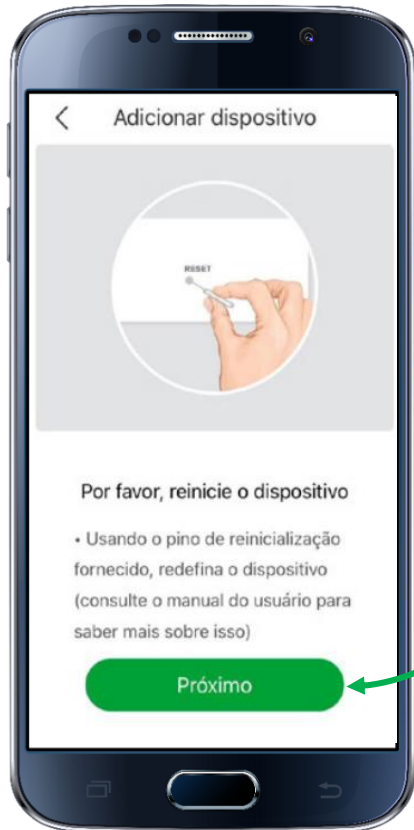 Adicionar dispositivo
RESET
Por favor, reinicie o dispositivo
• Usando o pino de reinicialização
fornecido, redefina o dispositivo
(consulte o manual do usuário para
saber mais sobre isso)
Próximo